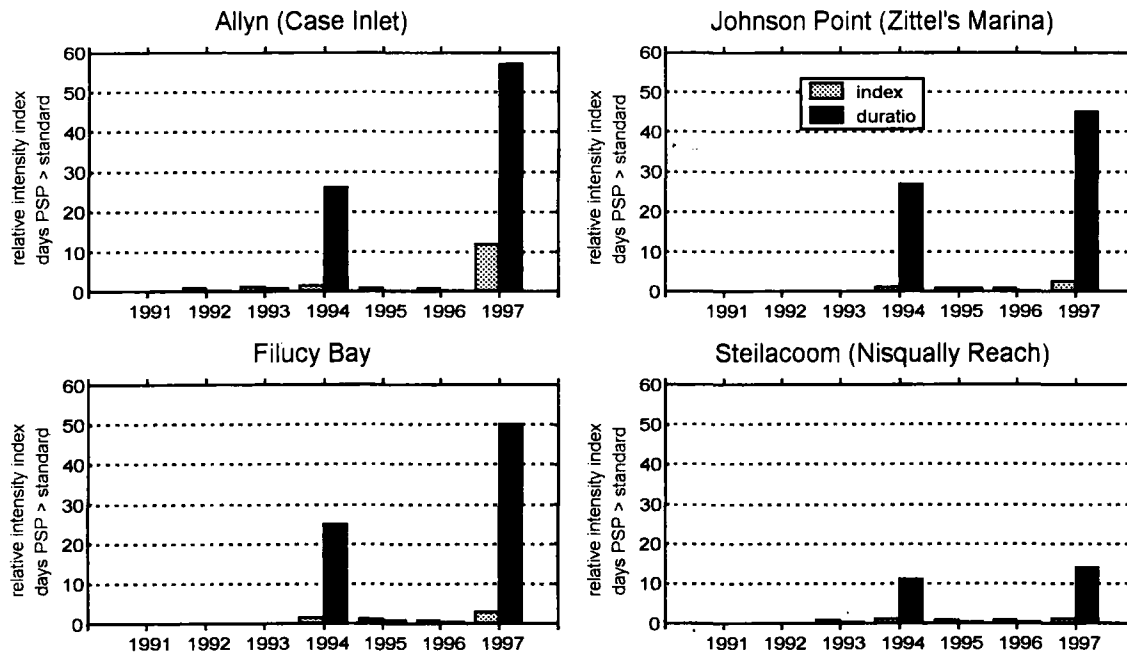 Allyn (Case Inlet)
relative intensity index
days PSP > standard
60
50
40
30
20
10
0
1991 1992 1993 1994 1995 1996 1997
Johnson Point (Zittel's Marina)
relative intensity index
days PSP > standard
60
50
40
30
20
10
0
index
duratio
1991 1992 1993 1994 1995 1996 1997
Filucy Bay
relative intensity index
days PSP > standard
60
50
40
30
20
10
0
1991 1992 1993 1994 1995 1996 1997
Steilacoom (Nisqually Reach)
relative intensity index
days PSP > standard
60
50
40
30
20
10
0
1991 1992 1993 1994 1995 1996 1997